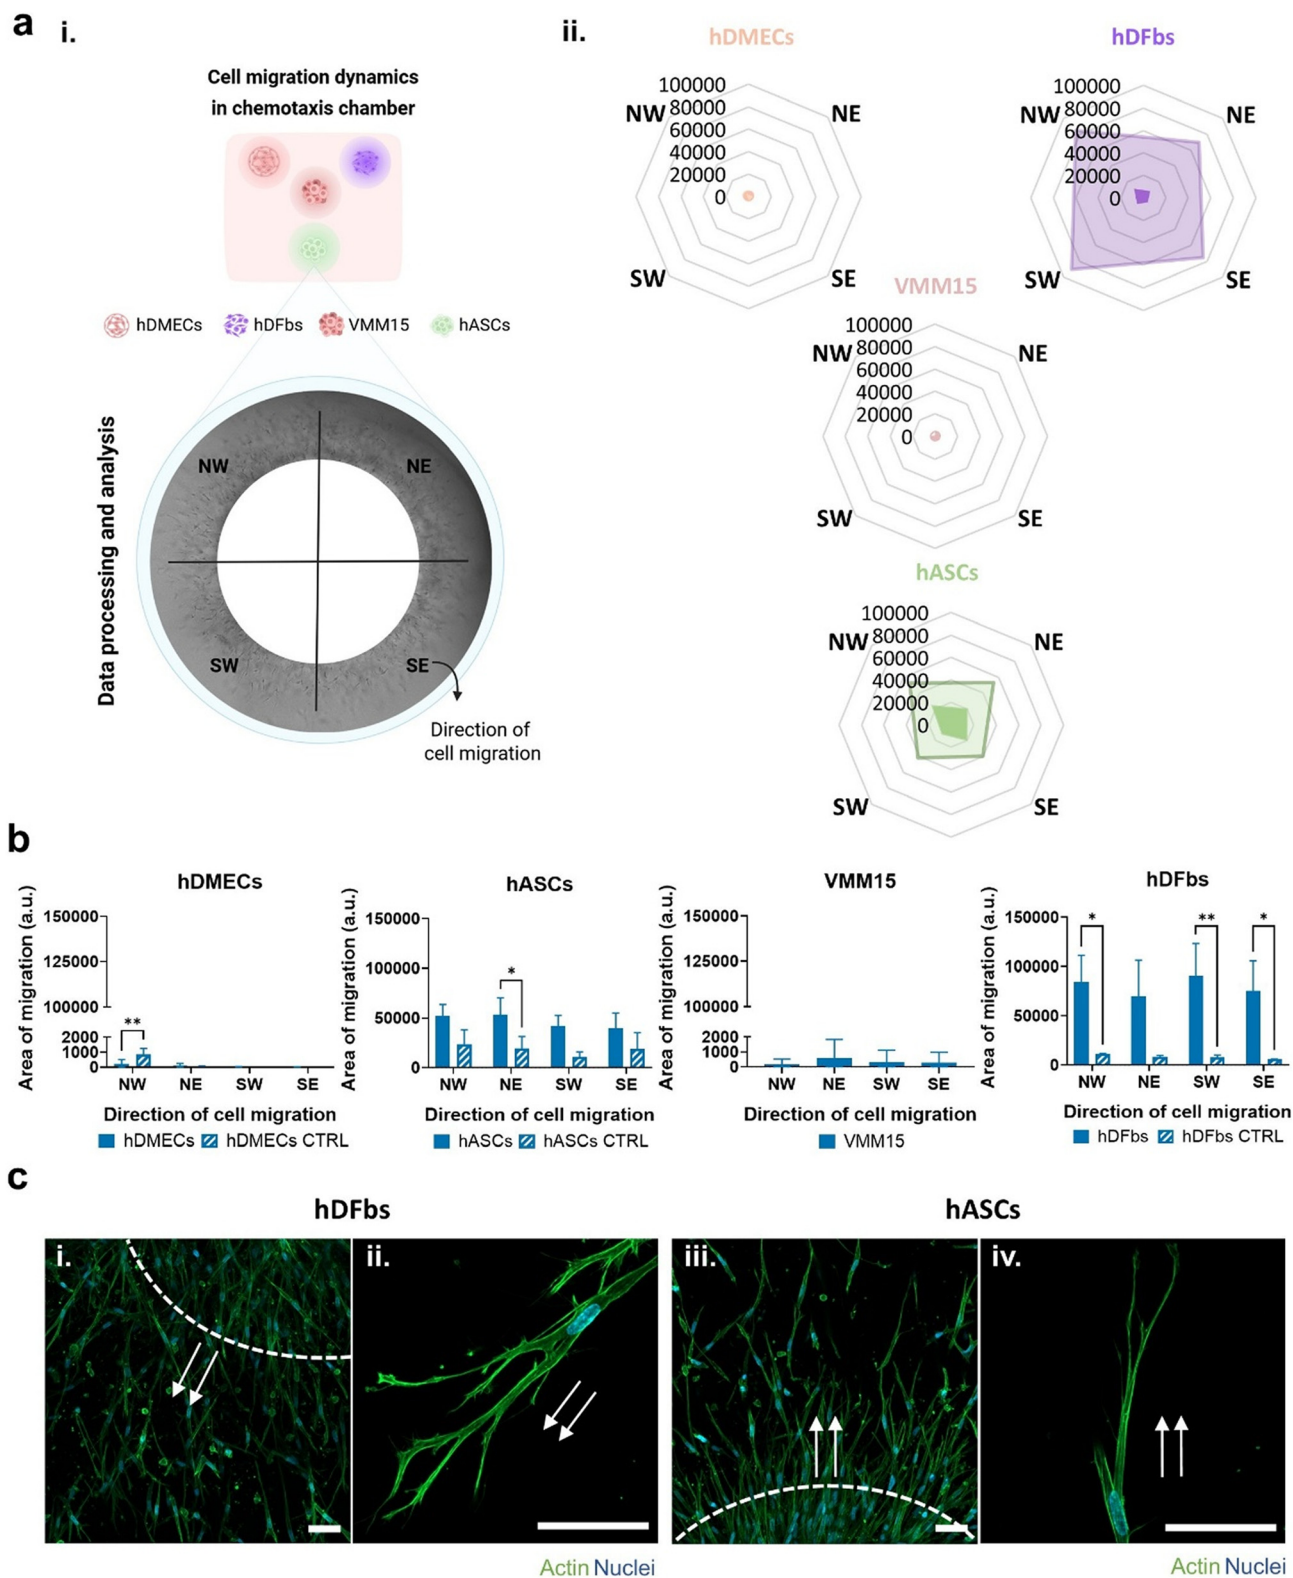 a
i.
Cell migration dynamics
in chemotaxis chamber
hDMECs
hDFbs
VMM15
hASCs
Data processing and analysis
NW
NE
SW
SE
Direction of
cell migration
ii.
hDMECs
100000
80000
60000
40000
20000
0
NW
NE
SW
SE
hDFbs
100000
80000
60000
40000
20000
0
NW
NE
SW
SE
VMM15
100000
80000
60000
40000
20000
0
NW
NE
SW
SE
hASCs
100000
80000
60000
40000
20000
0
NW
NE
SW
SE
b
hDMECs
Area of migration (a.u.)
150000
125000
100000
2000
1000
0
**
NW NE SW SE
Direction of cell migration
hDMECs hDMECs CTRL
hASCs
Area of migration (a.u.)
150000
100000
50000
0
*
NW NE SW SE
Direction of cell migration
hASCs hASCs CTRL
VMM15
Area of migration (a.u.)
150000
125000
100000
2000
1000
0
NW NE SW SE
Direction of cell migration
VMM15
hDFbs
Area of migration (a.u.)
150000
100000
50000
0
* ** *
NW NE SW SE
Direction of cell migration
hDFbs hDFbs CTRL
c
hDFbs
hASCs
i.
ii.
iii.
iv.
Actin Nuclei
Actin Nuclei